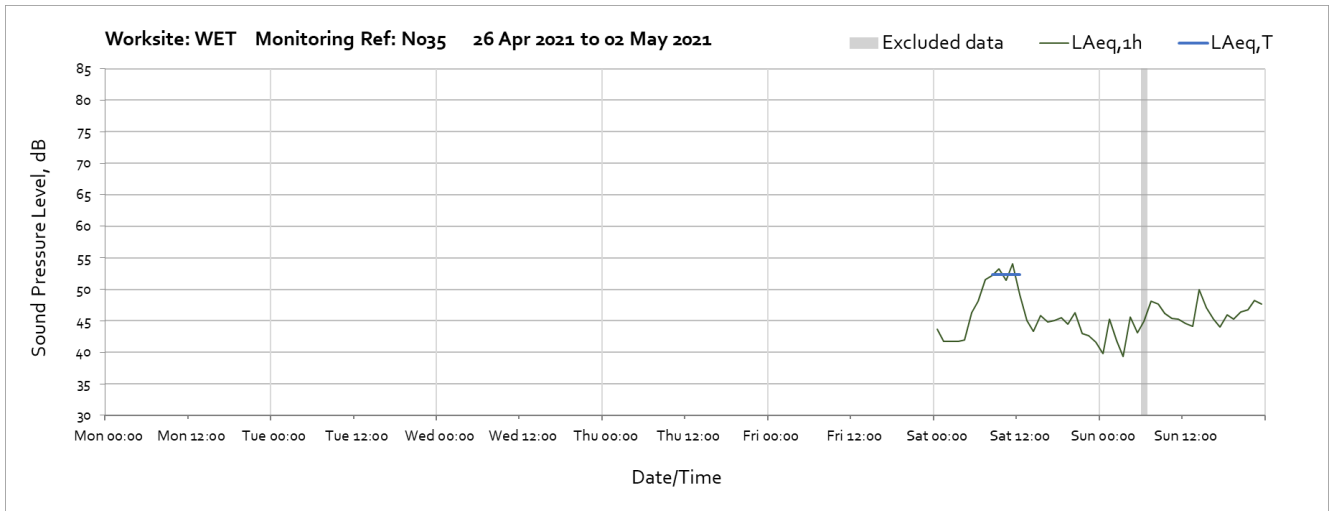 Worksite: WET Monitoring Ref: N035 26 Apr 2021 to 02 May 2021
Excluded data LAeq,1h LAeq,T
85
80
75
70
65
60
55
50
45
40
35
30
Sound Pressure Level, dB
Mon 00:00 Mon 12:00 Tue 00:00 Tue 12:00 Wed 00:00 Wed 12:00 Thu 00:00 Thu 12:00 Fri 00:00 Fri 12:00 Sat 00:00 Sat 12:00 Sun 00:00 Sun 12:00
Date/Time